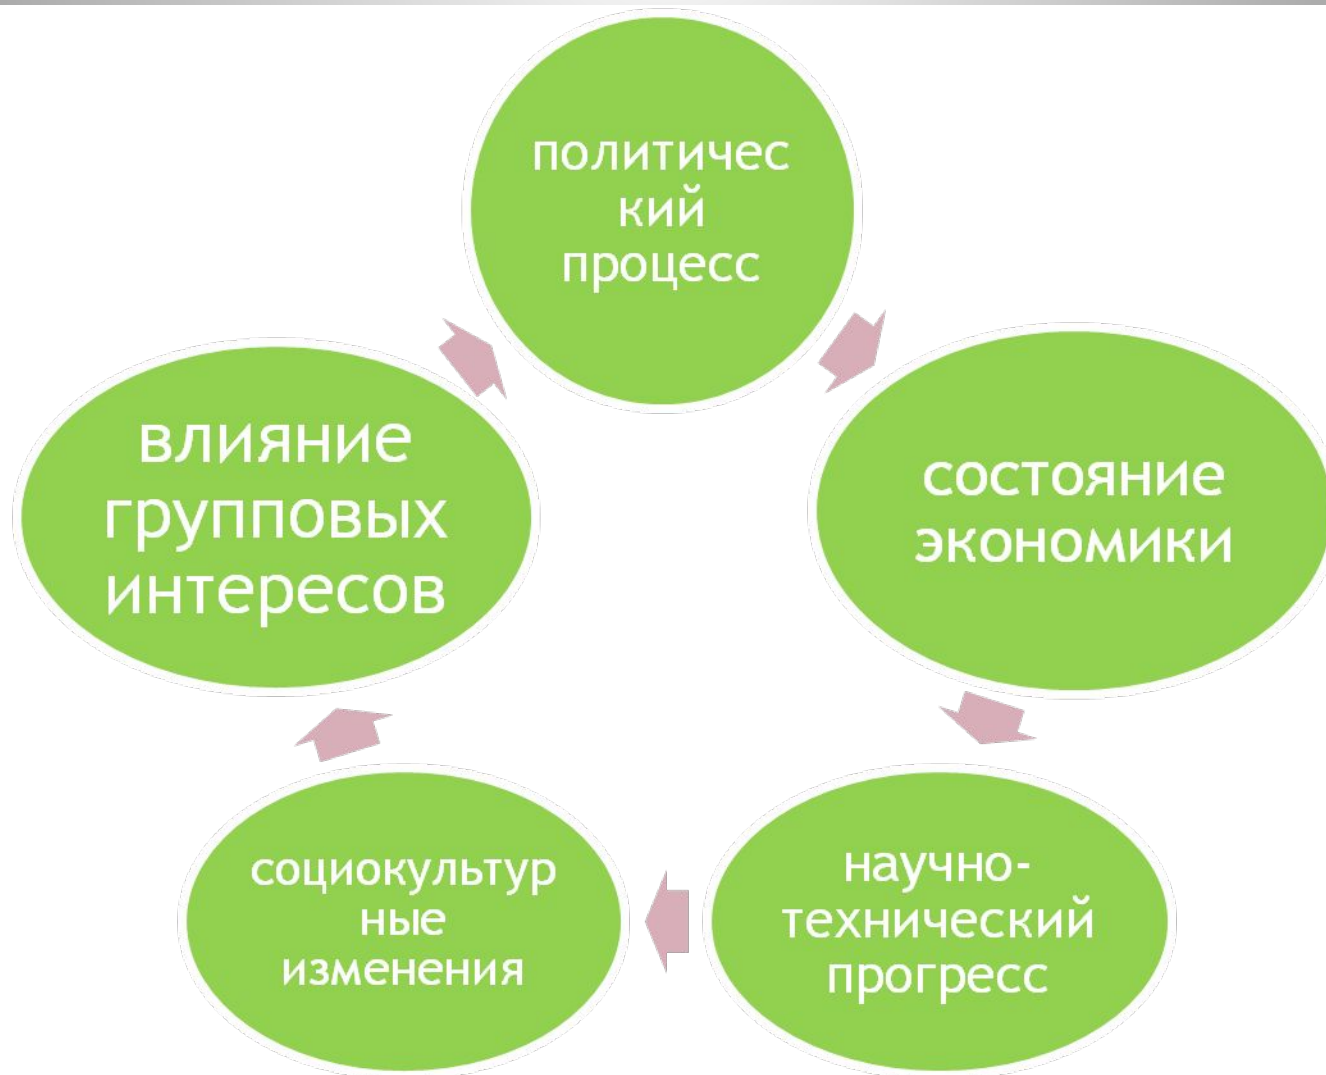 политичес
кий
процесс
состояние
экономики
научно-
технический
прогресс
социокультур
ные
изменения
влияние
групповых
интересов